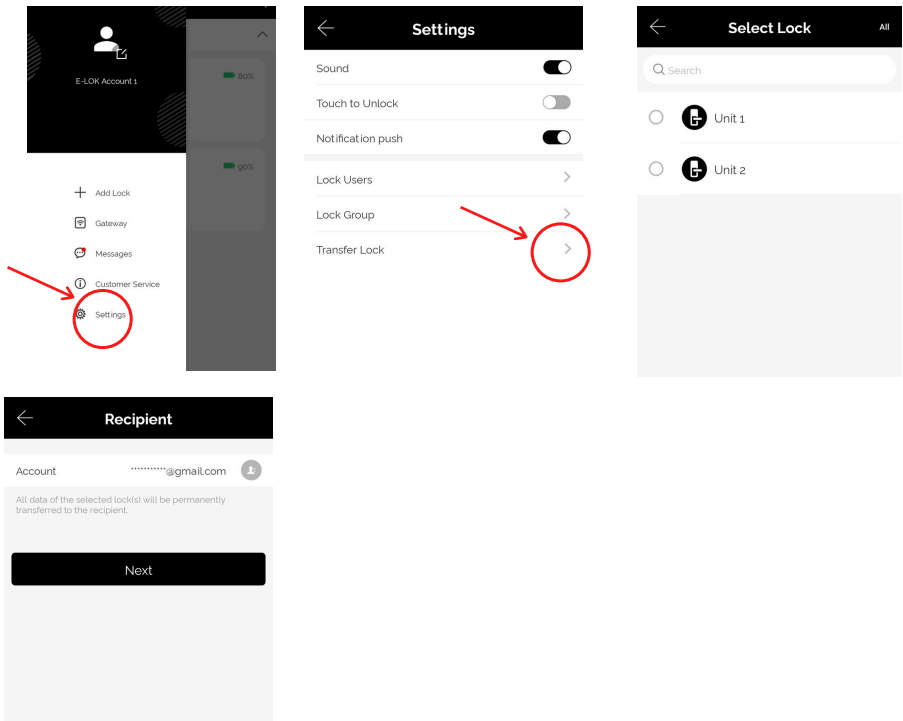 E-LOK Account 1
80%
90%
Add Lock
Gateway
Messages
Customer Service
Settings
Settings
Sound
Touch to Unlock
Notification push
Lock Users
Lock Group
Transfer Lock
Select Lock
All
Search
Unit 1
Unit 2
Recipient
Account
***********@gmail.com
All data of the selected lock(s) will be permanently
transferred to the recipient.
Next